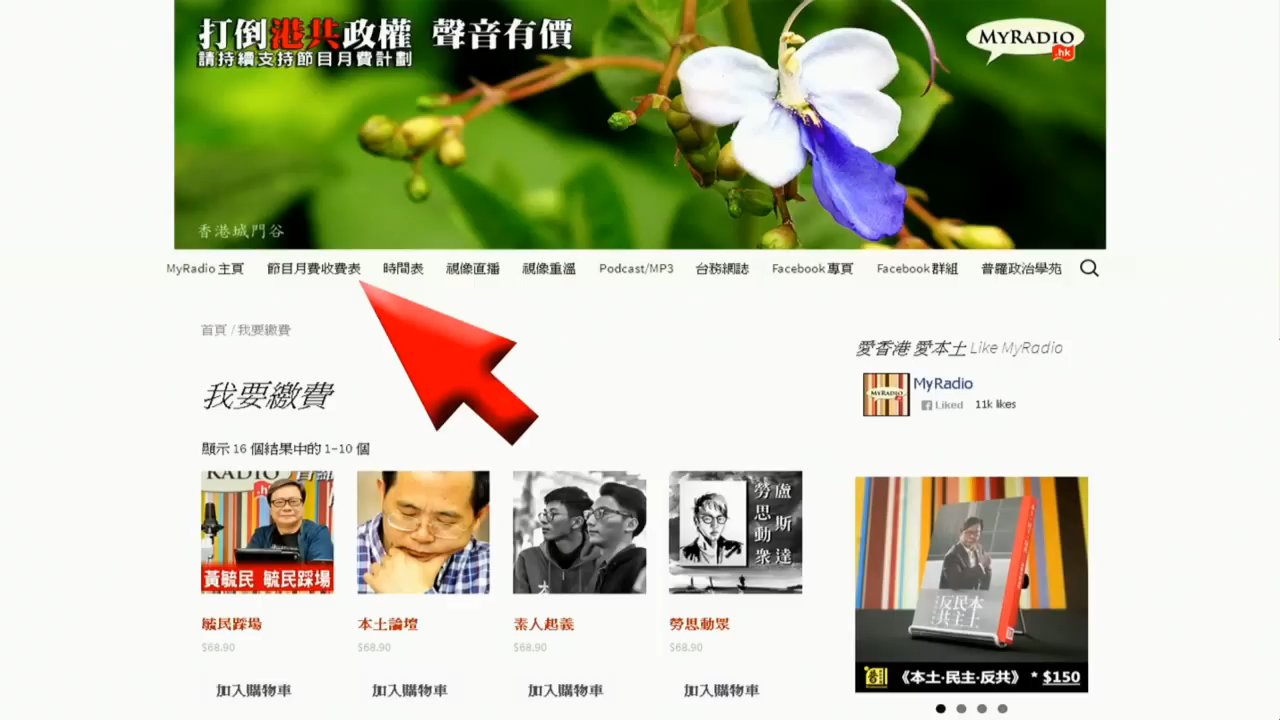 打倒港共政權 聲音有價
請持續支持節目月費計劃
MyRadio
.hk
香港城門谷
MyRadio 主頁 節目月費收費表 時間表 視像直播 視像重溫 Podcast/MP3 台務網誌 Facebook 專頁 Facebook 群組 普羅政治學苑
首頁 / 我要繳費
愛香港 愛本土 Like MyRadio
MyRadio
Liked 11k likes
我要繳費
顯示 16 個結果中的 1–10 個
RADIO
.hk
黃毓民 毓民踩場
盧斯達
勞思動眾
毓民踩場 本土論壇 素人起義 勞思動眾
$68.90 $68.90 $68.90 $68.90
加入購物車 加入購物車 加入購物車 加入購物車
本土
民主
反共
《本土‧民主‧反共》 * $150